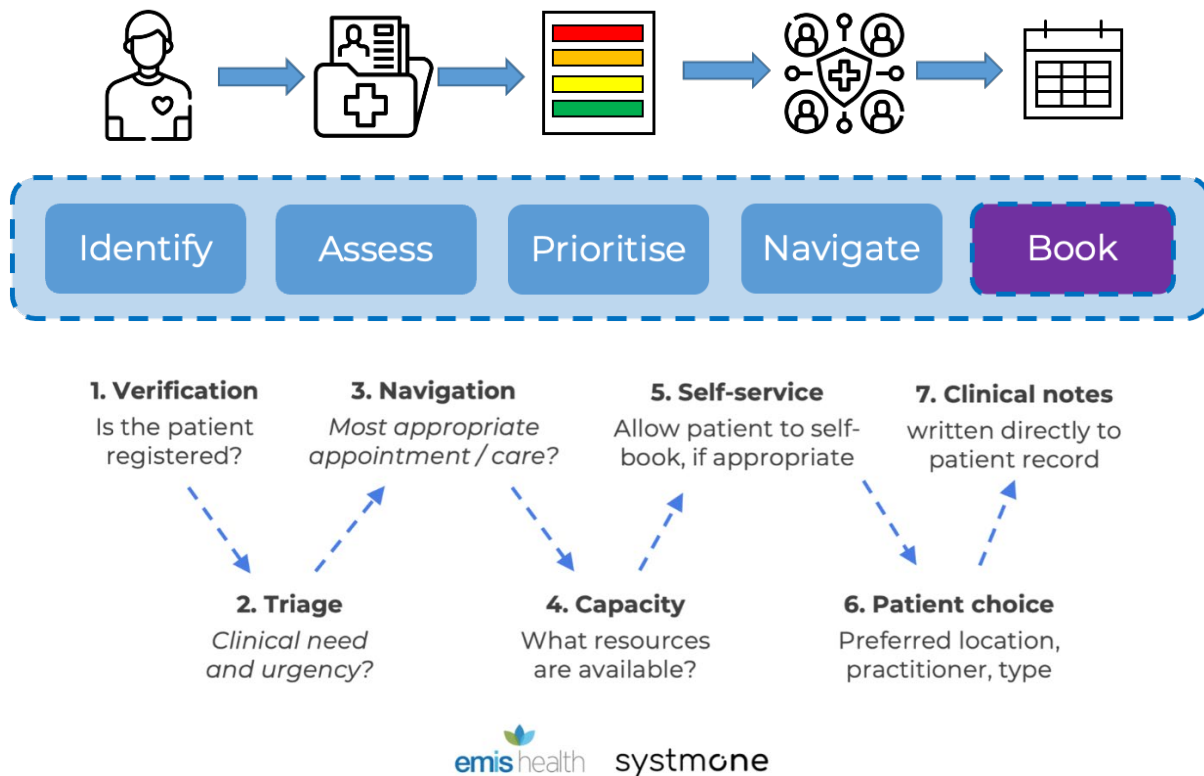 Identify
Assess
Prioritise
Navigate
Book
1. Verification
Is the patient
registered?
3. Navigation
Most appropriate
appointment / care?
5. Self-service
Allow patient to self-
book, if appropriate
7. Clinical notes
written directly to
patient record
2. Triage
Clinical need
and urgency?
4. Capacity
What resources
are available?
6. Patient choice
Preferred location,
practitioner, type
emis health
systmone